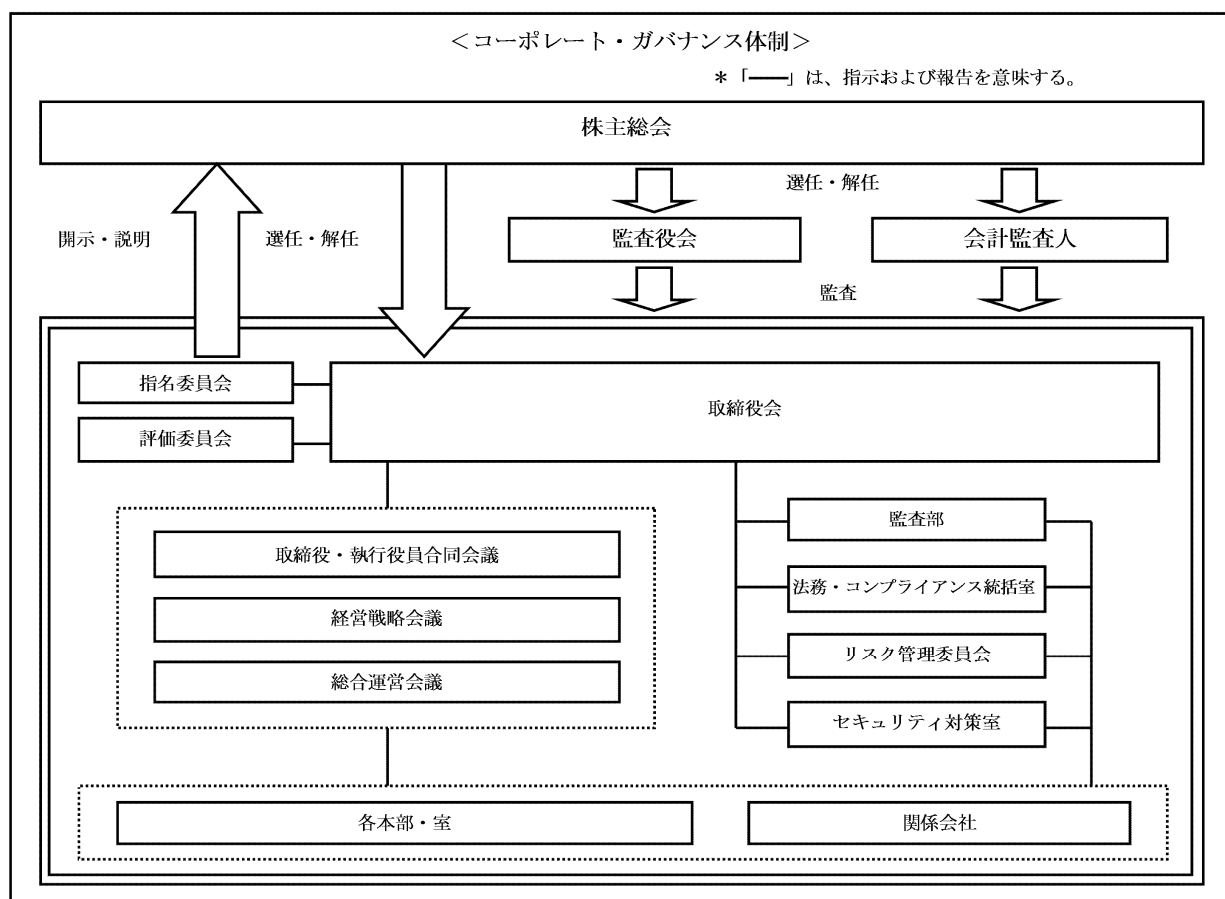 ＜コーポレート・ガバナンス体制＞
＊「――」は、指示および報告を意味する。
株主総会
選任・解任
開示・説明
選任・解任
監査役会
会計監査人
監査
指名委員会
評価委員会
取締役会
監査部
取締役・執行役員合同会議
法務・コンプライアンス統括室
経営戦略会議
リスク管理委員会
総合運営会議
セキュリティ対策室
各本部・室
関係会社